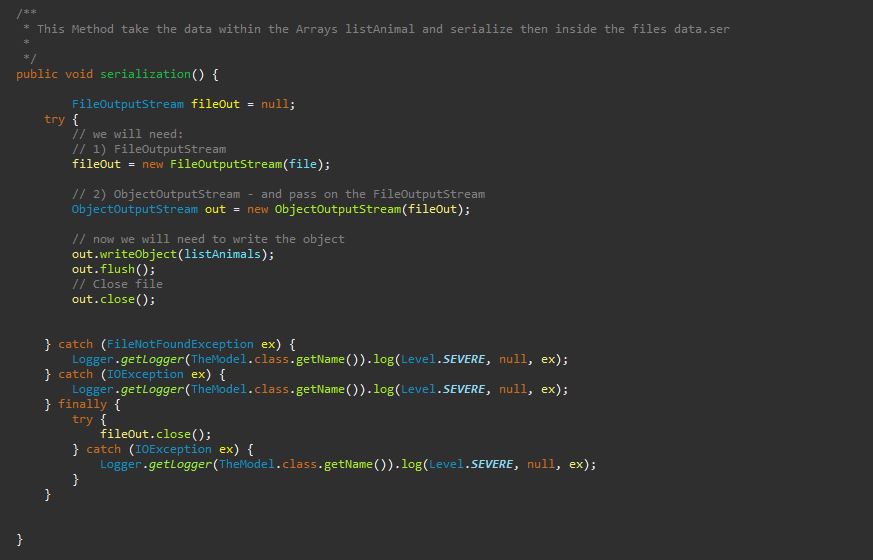 /**
 * This Method take the data within the Arrays listAnimal and serialize then inside the files data.ser
 *
 */
public void serialization() {
        FileOutputStream fileOut = null;
    try {
        // we will need:
        // 1) FileOutputStream
        fileOut = new FileOutputStream(file);
        // 2) ObjectOutputStream - and pass on the FileOutputStream
        ObjectOutputStream out = new ObjectOutputStream(fileOut);
        // now we will need to write the object
        out.writeObject(listAnimals);
        out.flush();
        // Close file
        out.close();
    } catch (FileNotFoundException ex) {
        Logger.getLogger(TheModel.class.getName()).log(Level.SEVERE, null, ex);
    } catch (IOException ex) {
        Logger.getLogger(TheModel.class.getName()).log(Level.SEVERE, null, ex);
    } finally {
        try {
            fileOut.close();
        } catch (IOException ex) {
            Logger.getLogger(TheModel.class.getName()).log(Level.SEVERE, null, ex);
        }
    }
}